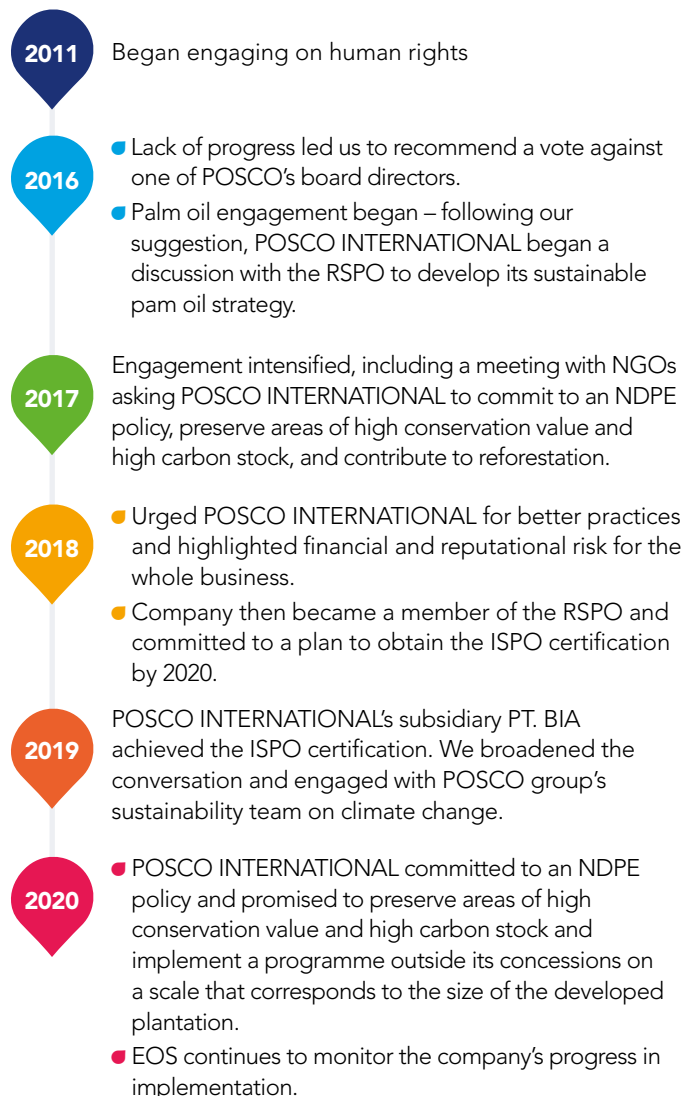 2011
Began engaging on human rights
2016
Lack of progress led us to recommend a vote against
one of POSCO’s board directors.
Palm oil engagement began – following our
suggestion, POSCO INTERNATIONAL began a
discussion with the RSPO to develop its sustainable
pam oil strategy.
2017
Engagement intensified, including a meeting with NGOs
asking POSCO INTERNATIONAL to commit to an NDPE
policy, preserve areas of high conservation value and
high carbon stock, and contribute to reforestation.
2018
Urged POSCO INTERNATIONAL for better practices
and highlighted financial and reputational risk for the
whole business.
Company then became a member of the RSPO and
committed to a plan to obtain the ISPO certification
by 2020.
2019
POSCO INTERNATIONAL’s subsidiary PT. BIA
achieved the ISPO certification. We broadened the
conversation and engaged with POSCO group’s
sustainability team on climate change.
2020
POSCO INTERNATIONAL committed to an NDPE
policy and promised to preserve areas of high
conservation value and high carbon stock and
implement a programme outside its concessions on
a scale that corresponds to the size of the developed
plantation.
EOS continues to monitor the company’s progress in
implementation.